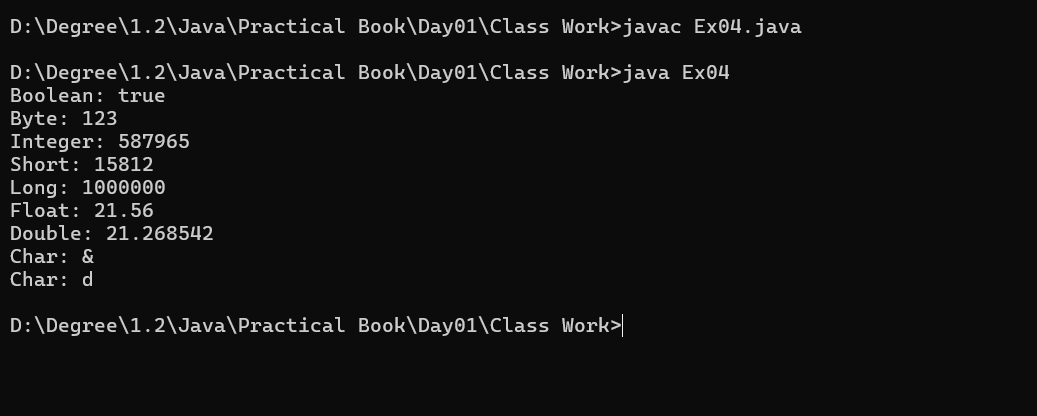 D:\Degree\1.2\Java\Practical Book\Day01\Class Work>javac Ex04.java
D:\Degree\1.2\Java\Practical Book\Day01\Class Work>java Ex04
Boolean: true
Byte: 123
Integer: 587965
Short: 15812
Long: 1000000
Float: 21.56
Double: 21.268542
Char: &
Char: d
D:\Degree\1.2\Java\Practical Book\Day01\Class Work>